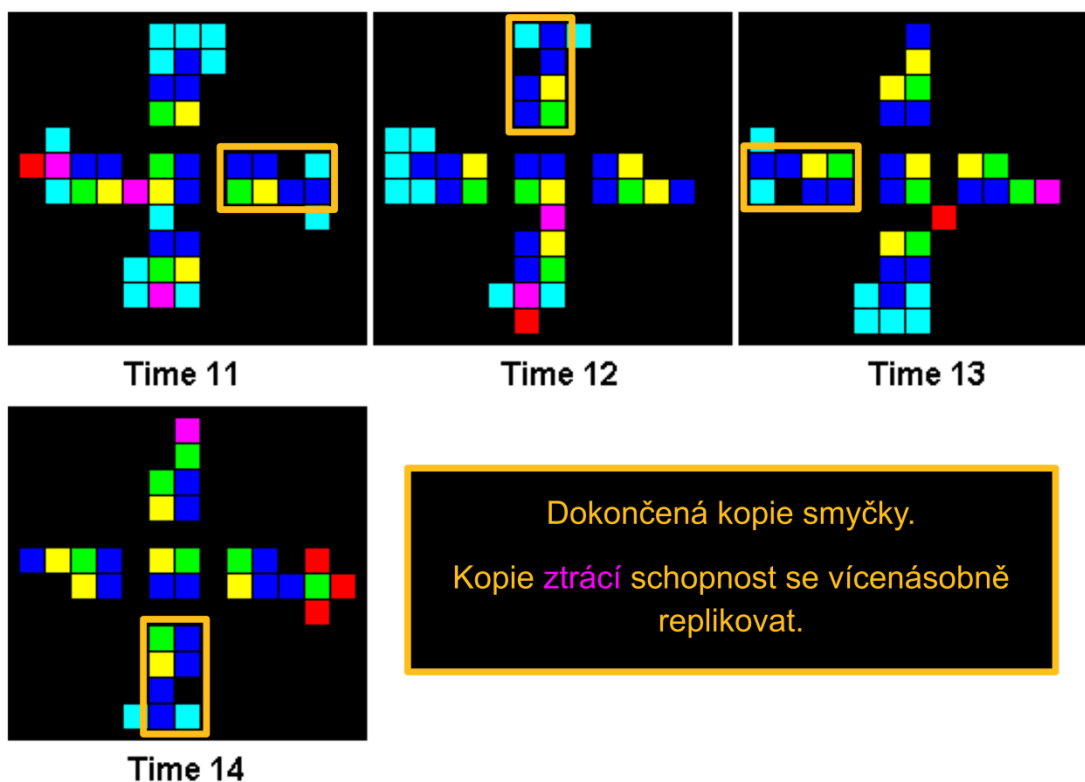 Time 11
Time 12
Time 13
Time 14
Dokončená kopie smyčky.
Kopie ztrácí schopnost se vícenásobně
replikovat.